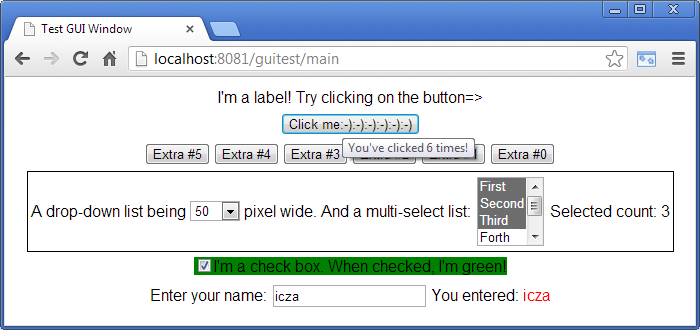 Test GUI Window
localhost:8081/guitest/main
I'm a label! Try clicking on the button=>
Click me:-):-):-):-):-):-)
You've clicked 6 times!
Extra #5 Extra #4 Extra #3 Extra #0
A drop-down list being 50 pixel wide. And a multi-select list: Selected count: 3
First
Second
Third
Forth
I'm a check box. When checked, I'm green!
Enter your name: icza You entered: icza